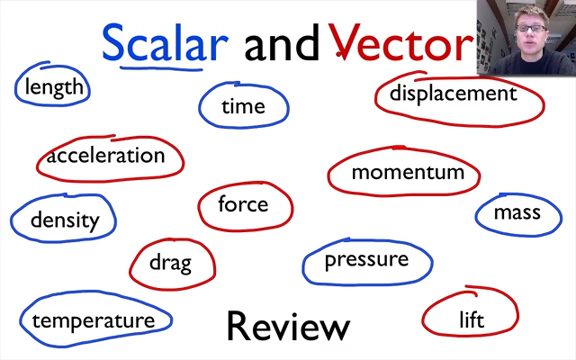 Scalar and Vector
length
time
displacement
acceleration
momentum
density
force
mass
drag
pressure
temperature
Review
lift